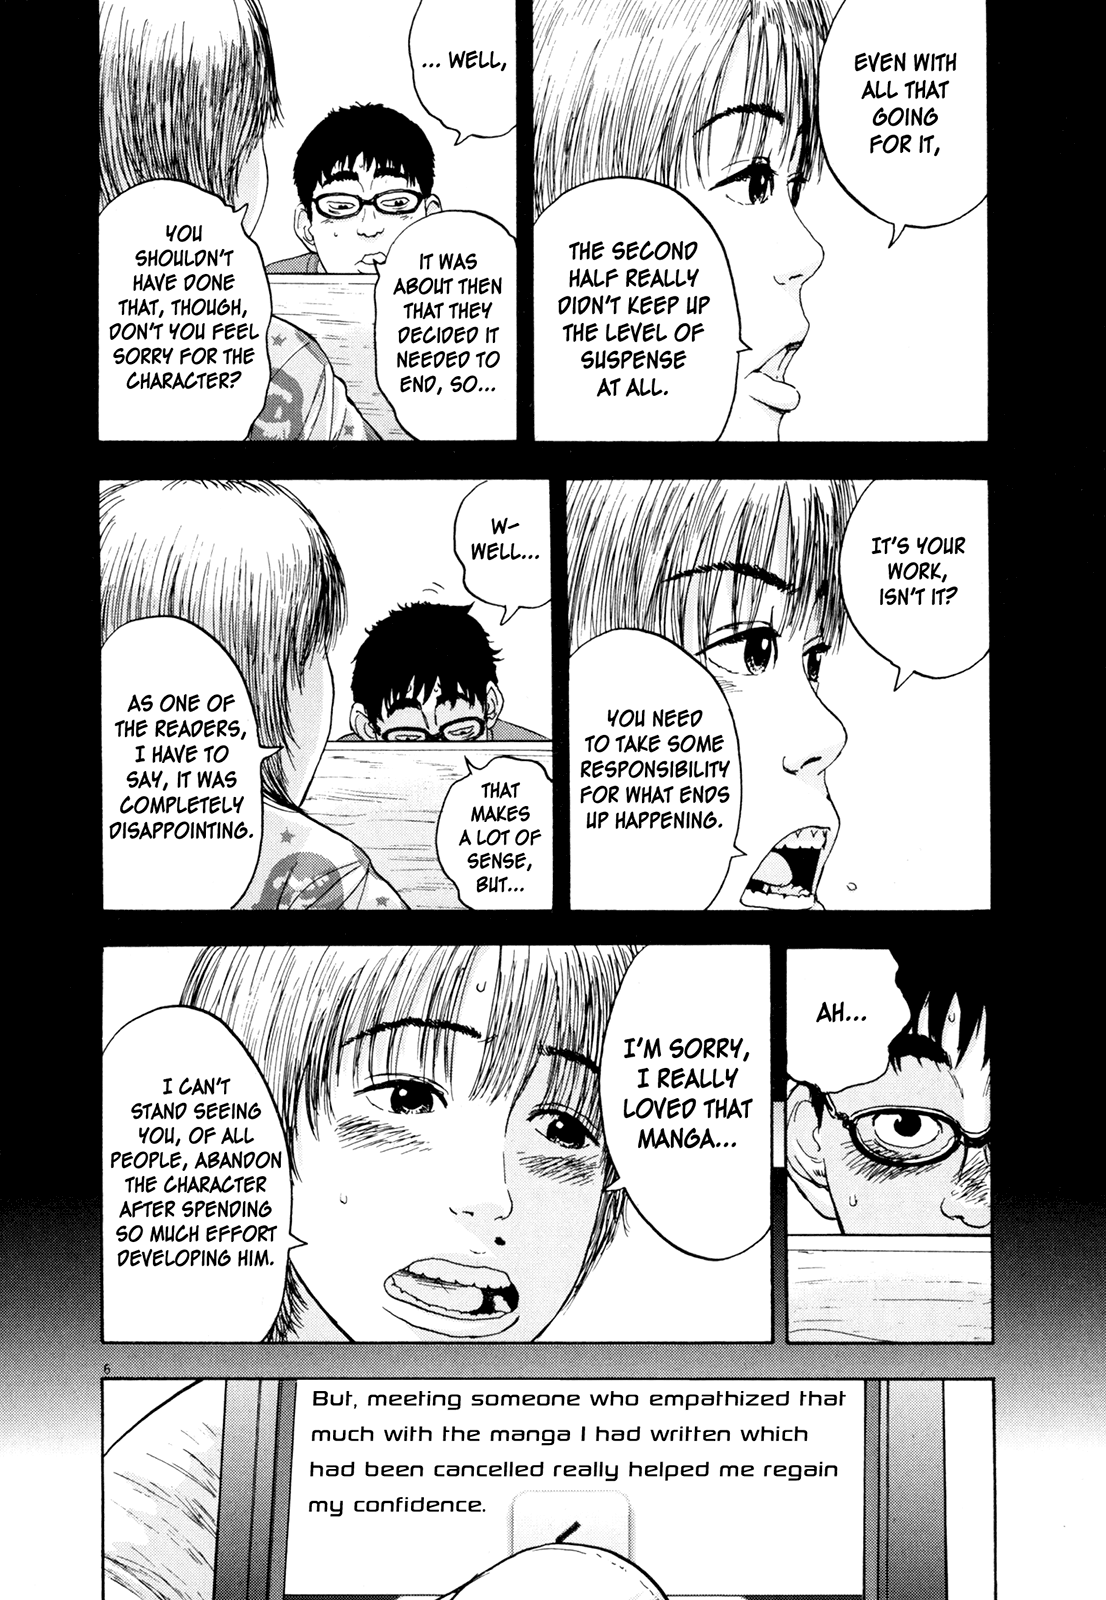 EVEN WITH
ALL THAT
GOING
FOR IT,
THE SECOND
HALF REALLY
DIDN'T KEEP UP
THE LEVEL OF
SUSPENSE
AT ALL.
... WELL,
IT WAS
ABOUT THEN
THAT THEY
DECIDED IT
NEEDED TO
END, SO...
YOU
SHOULDN'T
HAVE DONE
THAT, THOUGH,
DON'T YOU FEEL
SORRY FOR THE
CHARACTER?
IT'S YOUR
WORK,
ISN'T IT?
YOU NEED
TO TAKE SOME
RESPONSIBILITY
FOR WHAT ENDS
UP HAPPENING.
W-
WELL...
THAT
MAKES
A LOT OF
SENSE,
BUT...
AS ONE OF
THE READERS,
I HAVE TO
SAY, IT WAS
COMPLETELY
DISAPPOINTING.
AH...
I'M SORRY,
I REALLY
LOVED THAT
MANGA...
I CAN'T
STAND SEEING
YOU, OF ALL
PEOPLE, ABANDON
THE CHARACTER
AFTER SPENDING
SO MUCH EFFORT
DEVELOPING HIM.
6
But, meeting someone who empathized that
much with the manga I had written which
had been cancelled really helped me regain
my confidence.